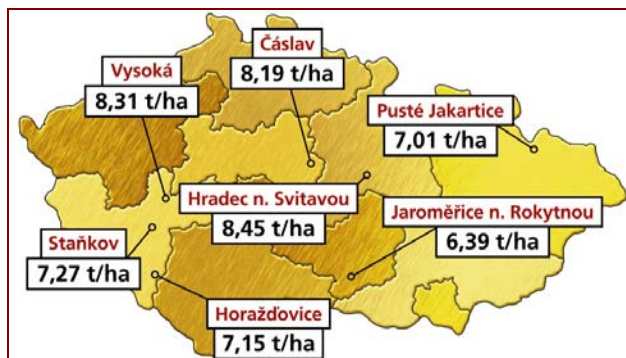 Čáslav
8,19 t/ha
Vysoká
8,31 t/ha
Pusté Jakartice
7,01 t/ha
Hradec n. Svitavou
8,45 t/ha
Jaroměřice n. Rokytnou
6,39 t/ha
Staňkov
7,27 t/ha
Horažďovice
7,15 t/ha